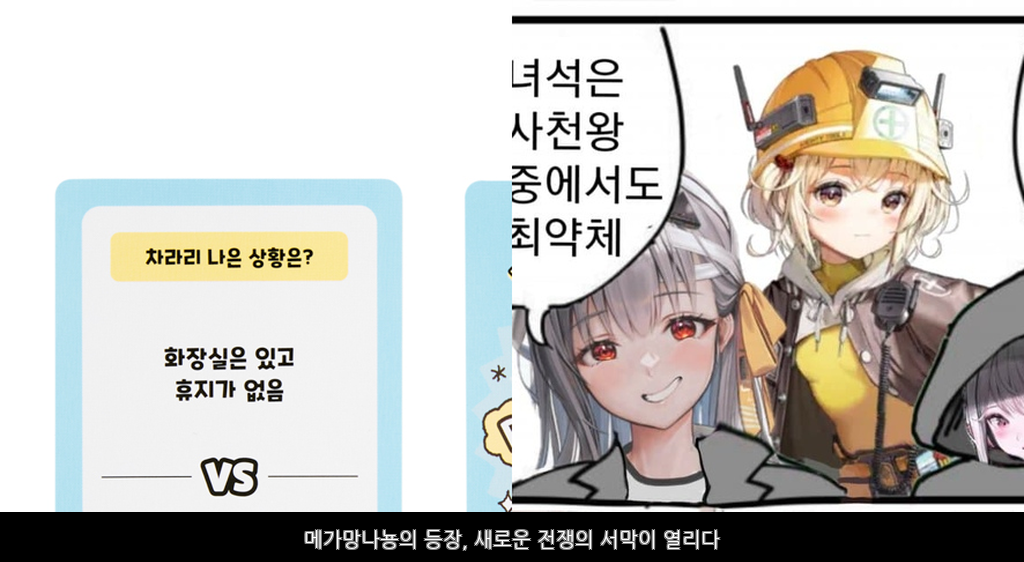 차라리 나은 상황은?
화장실은 있고
휴지가 없음
VS
녀석은
사천왕
중에서도
최약체
메가망나뇽의 등장, 새로운 전쟁의 서막이 열리다